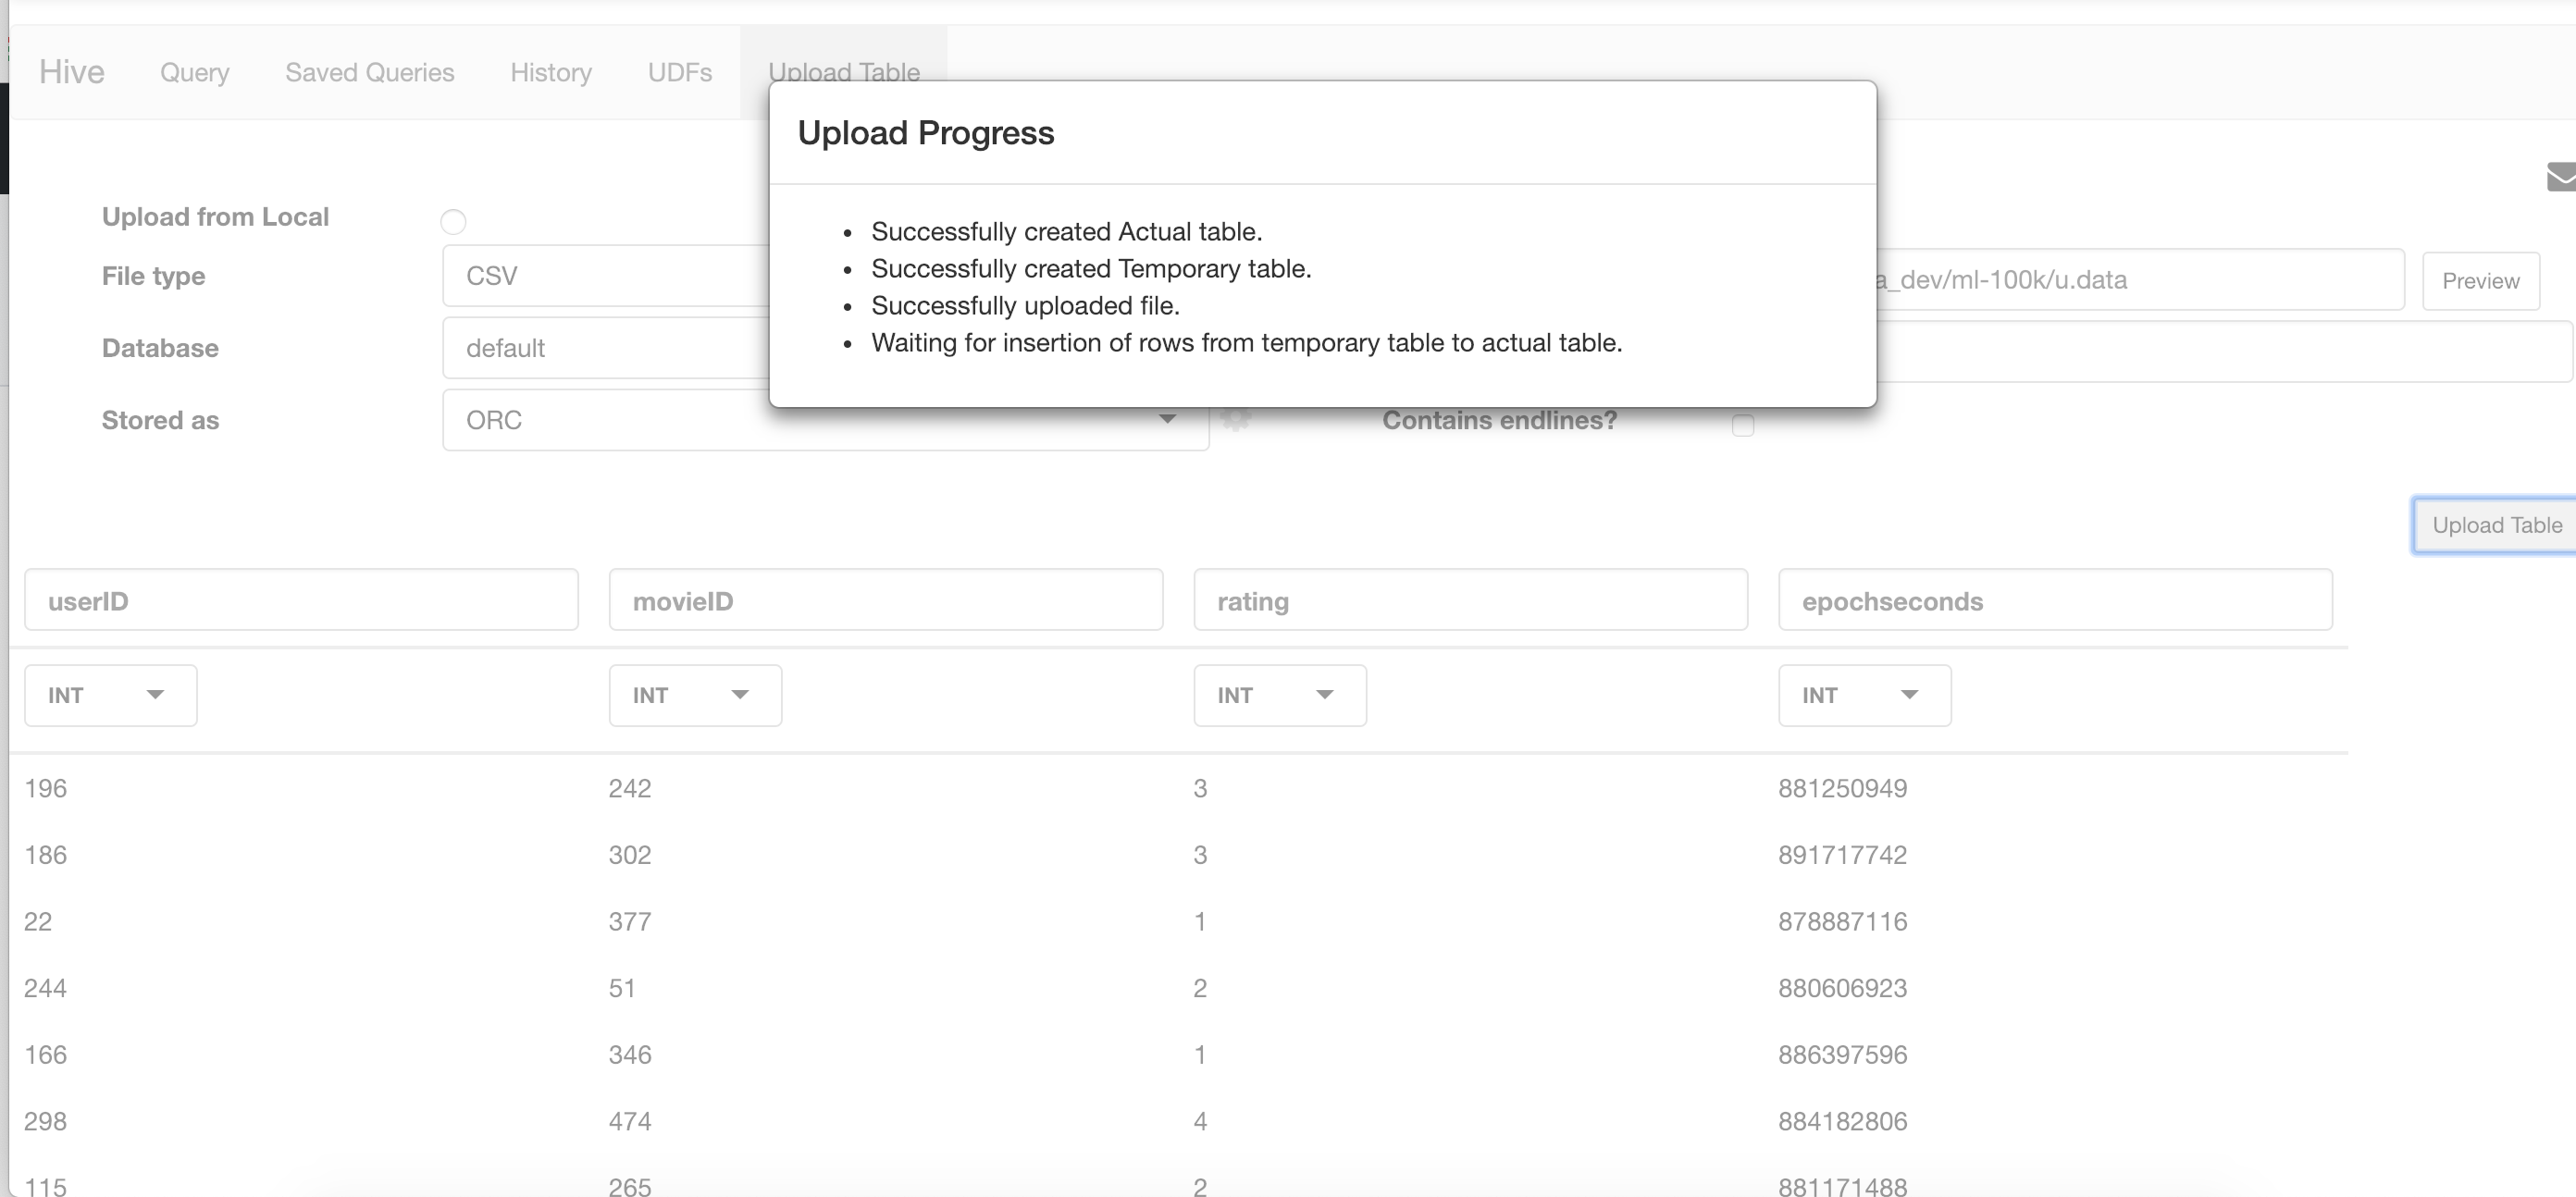 Hive Query Saved Queries History UDFs Upload Table
Upload Progress
Successfully created Actual table.
Successfully created Temporary table.
Successfully uploaded file.
Waiting for insertion of rows from temporary table to actual table.
Upload from Local
File type CSV a_dev/ml-100k/u.data Preview
Database default
Stored as ORC Contains endlines?
Upload Table
userID movieID rating epochseconds
INT INT INT INT
196 242 3 881250949
186 302 3 891717742
22 377 1 878887116
244 51 2 880606923
166 346 1 886397596
298 474 4 884182806
115 265 2 881171488